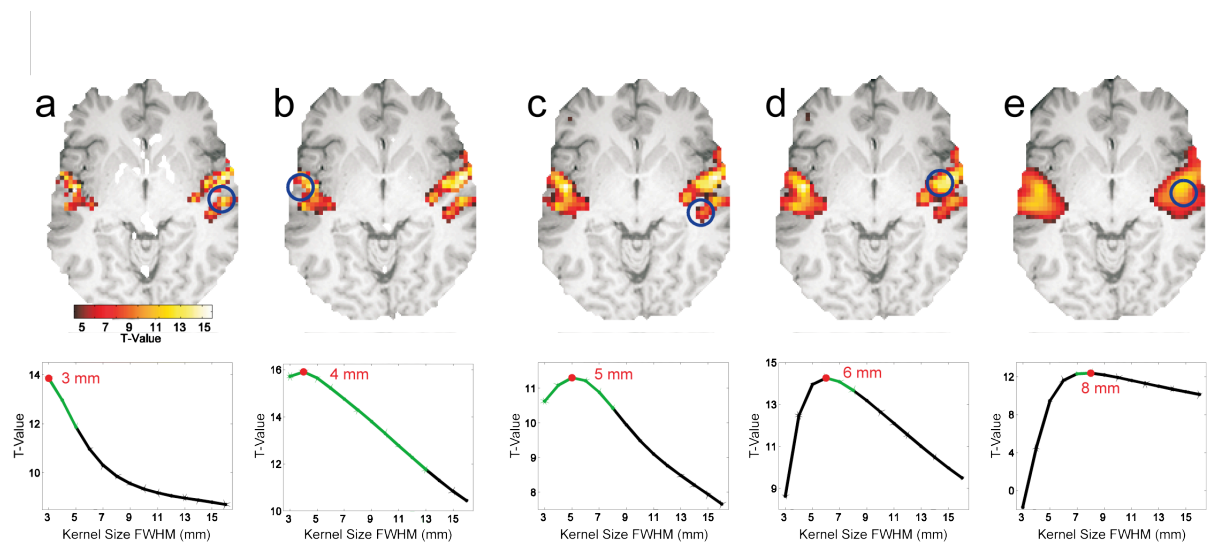 a b c d e
5 7 9 11 13 15
T-Value
14
12
10
T-Value
3 mm
3 5 7 9 11 13 15
Kernel Size FWHM (mm)
16
14
12
10
T-Value
4 mm
3 5 7 9 11 13 15
Kernel Size FWHM (mm)
11
10
9
8
T-Value
5 mm
3 5 7 9 11 13 15
Kernel Size FWHM (mm)
15
13
11
9
T-Value
6 mm
3 5 7 9 11 13 15
Kernel Size FWHM (mm)
12
8
4
0
T-Value
8 mm
3 5 7 9 11 13 15
Kernel Size FWHM (mm)